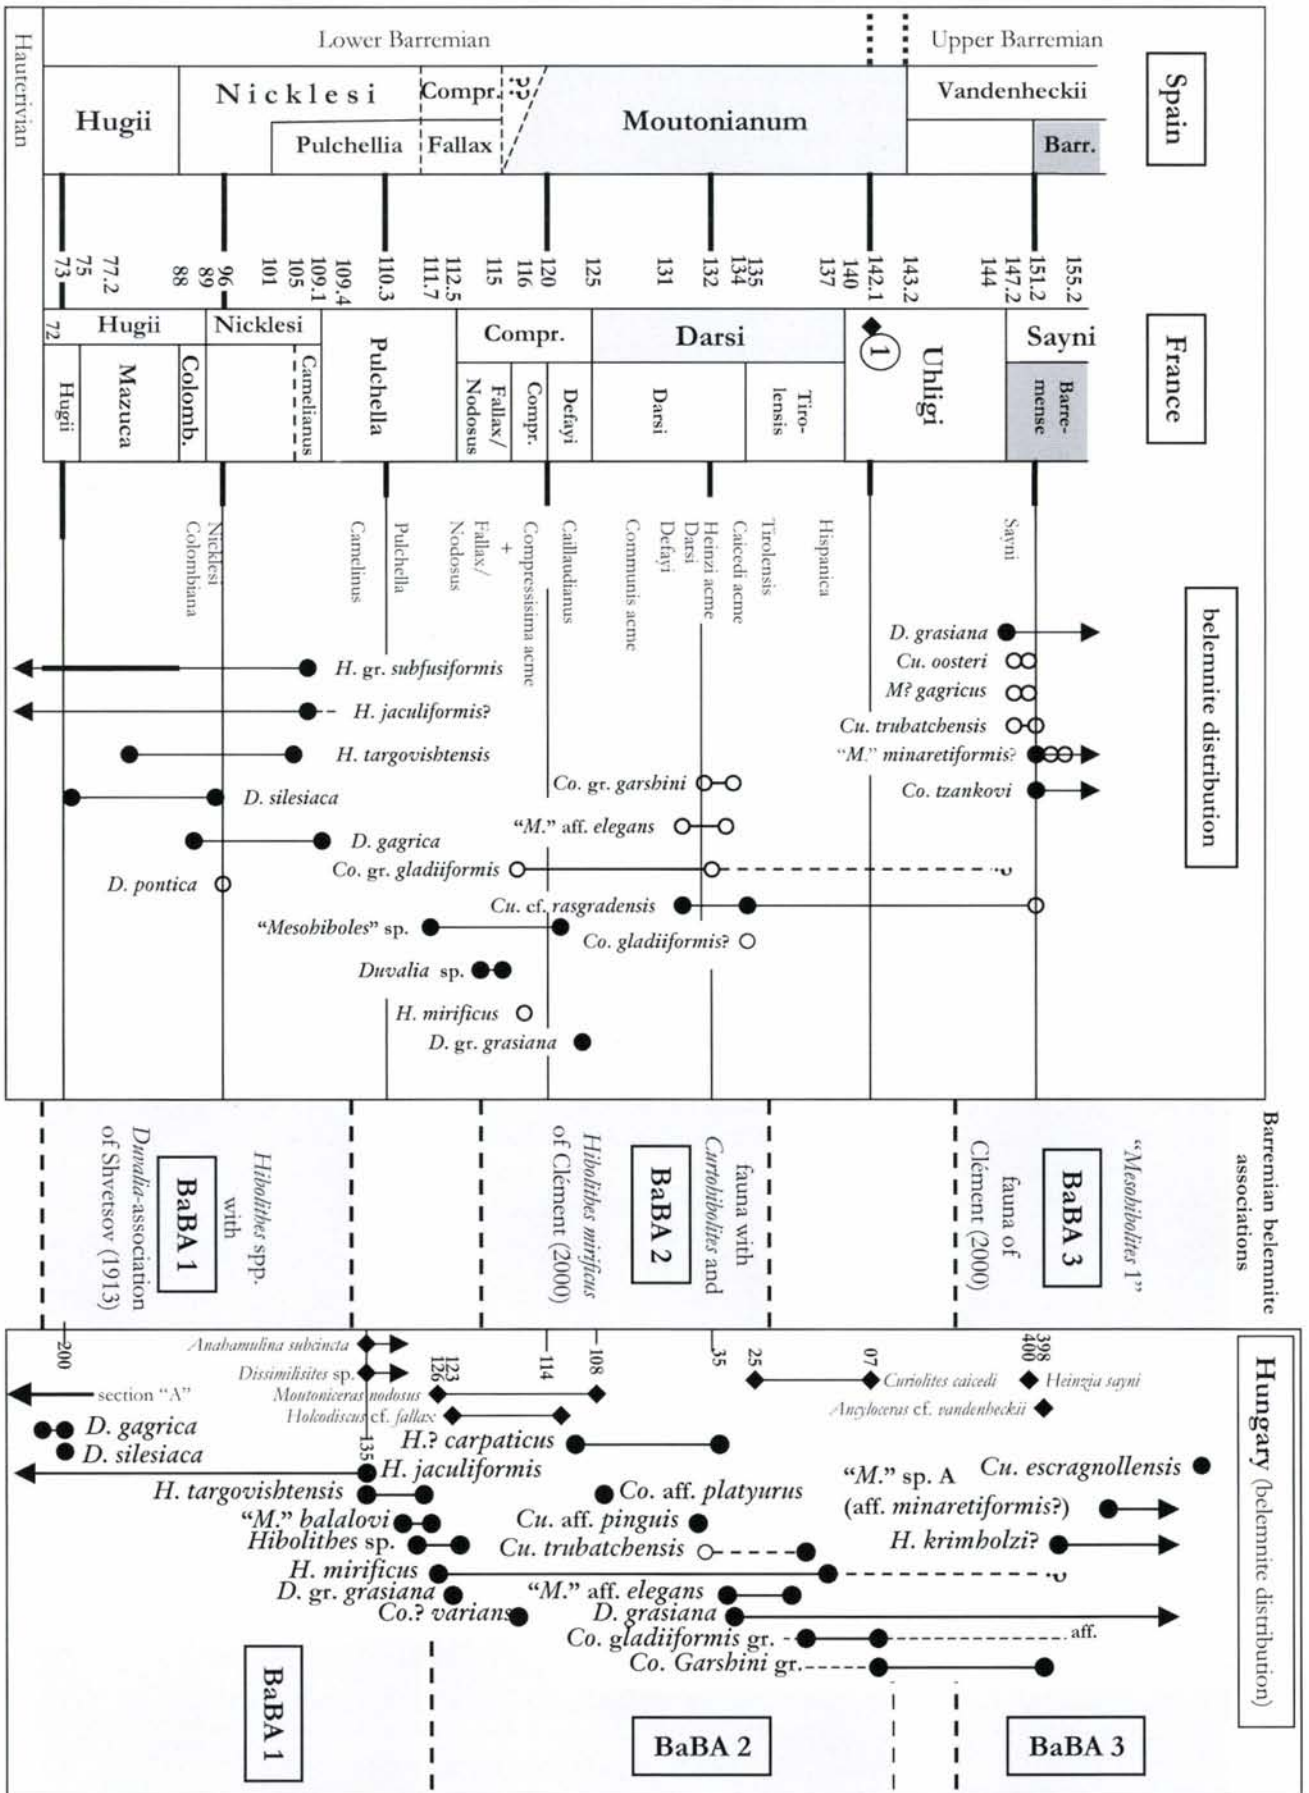 Hauterivian
Lower Barremian
Upper Barremian
Spain
Hugii
Nicklesi
Pulchellia
Compr.
Fallax
?
Moutonianum
Vandenheckii
Barr.
73
75
77.2
88
89
96
101
105
109.1
109.4
110.3
111.7
112.5
115
116
120
125
131
132
134
135
137
140
142.1
143.2
144
147.2
151.2
155.2
France
72
Hugii
Hugii
Mazuca
Colomb.
Nicklesi
Camelianus
Pulchella
Compr.
Fallax/
Nodosus
Compr.
Defayi
Darsi
Darsi
Tiro-
lensis
1
Uhligi
Sayni
Barre-
mense
Colombiana
Nicklesi
Camelinus
Pulchella
Nodosus
Fallax/
+
Compressisima acme
Caillaudianus
Communis acme
Defayi
Darsi
Heinzi acme
Caicedi acme
Tirolensis
Hispanica
Sayni
belemnite distribution
D. grasiana
Cu. oosteri
M? gagricus
Cu. trubatchensis
"M." minaretiformis?
Co. tzankovi
H. gr. subfusiformis
H. jaculiformis?
H. targovishtensis
D. silesiaca
D. gagrica
D. pontica
Co. gr. garshini
"M." aff. elegans
Co. gr. gladiiformis
?
Cu. cf. rasgradensis
"Mesohiboles" sp.
Co. gladiiformis?
Duvalia sp.
H. mirificus
D. gr. grasiana
Barremian belemnite
associations
Hibolithes spp.
with
BaBA 1
Duvalia-association
of Shvetsov (1913)
fauna with
Curtohibolites and
BaBA 2
Hibolithes mirificus
of Clément (2000)
"Mesohibolites 1"
BaBA 3
fauna of
Clément (2000)
Hungary (belemnite distribution)
200
135
126
123
114
108
35
25
07
400
398
Anahamulina subcincta
Dissimilisites sp.
section "A"
Moutoniceras nodosus
Curiolites caicedi
Heinzia sayni
Holcodiscus cf. fallax
Ancyloceras cf. vandenheckii
D. gagrica
H.? carpaticus
D. silesiaca
H. jaculiformis
Cu. escragnollensis
H. targovishtensis
Co. aff. platyurus
"M." sp. A
(aff. minaretiformis?)
"M." balalovi
Cu. aff. pinguis
Hibolithes sp.
Cu. trubatchensis
H. krimholzi?
H. mirificus
?
D. gr. grasiana
"M." aff. elegans
Co.? varians
D. grasiana
Co. gladiiformis gr.
aff.
Co. Garshini gr.
BaBA 1
BaBA 2
BaBA 3